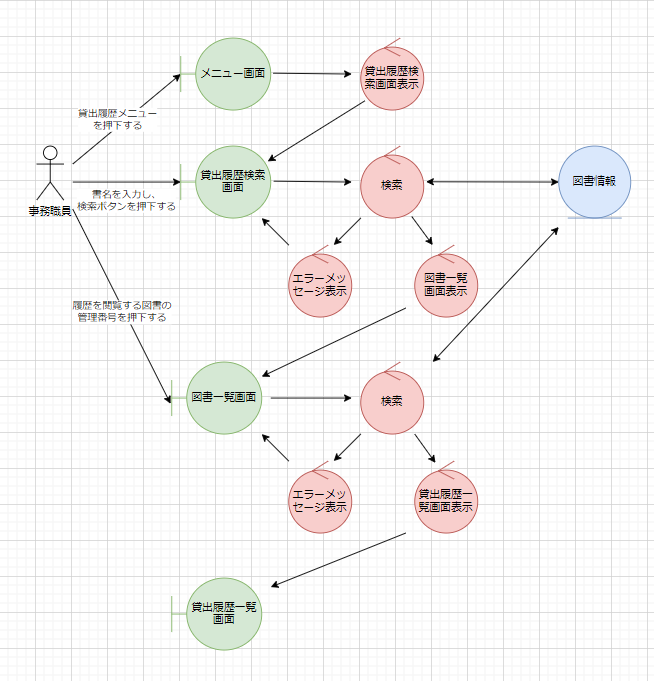 メニュー画面
貸出履歴検
索画面表示
貸出履歴メニュー
を押下する
貸出履歴検索
画面
検索
図書情報
事務職員
書名を入力し、
検索ボタンを押下する
エラーメッ
セージ表示
図書一覧
画面表示
履歴を閲覧する図書の
管理番号を押下する
図書一覧画面
検索
エラーメッ
セージ表示
貸出履歴一
覧画面表示
貸出履歴一覧
画面